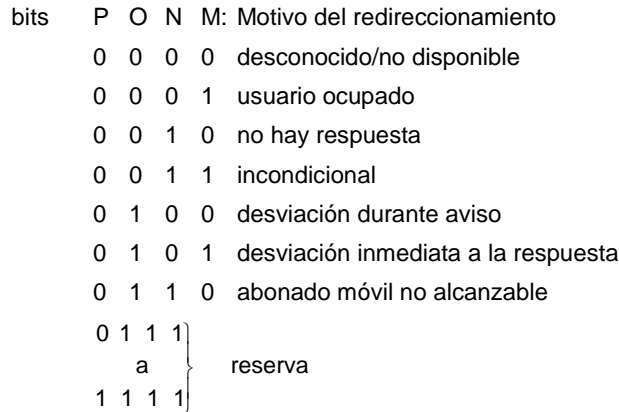 bits P O N M: Motivo del redireccionamiento
0 0 0 0 desconocido/no disponible
0 0 0 1 usuario ocupado
0 0 1 0 no hay respuesta
0 0 1 1 incondicional
0 1 0 0 desviación durante aviso
0 1 0 1 desviación inmediata a la respuesta
0 1 1 0 abonado móvil no alcanzable
0 1 1 1
a reserva
1 1 1 1